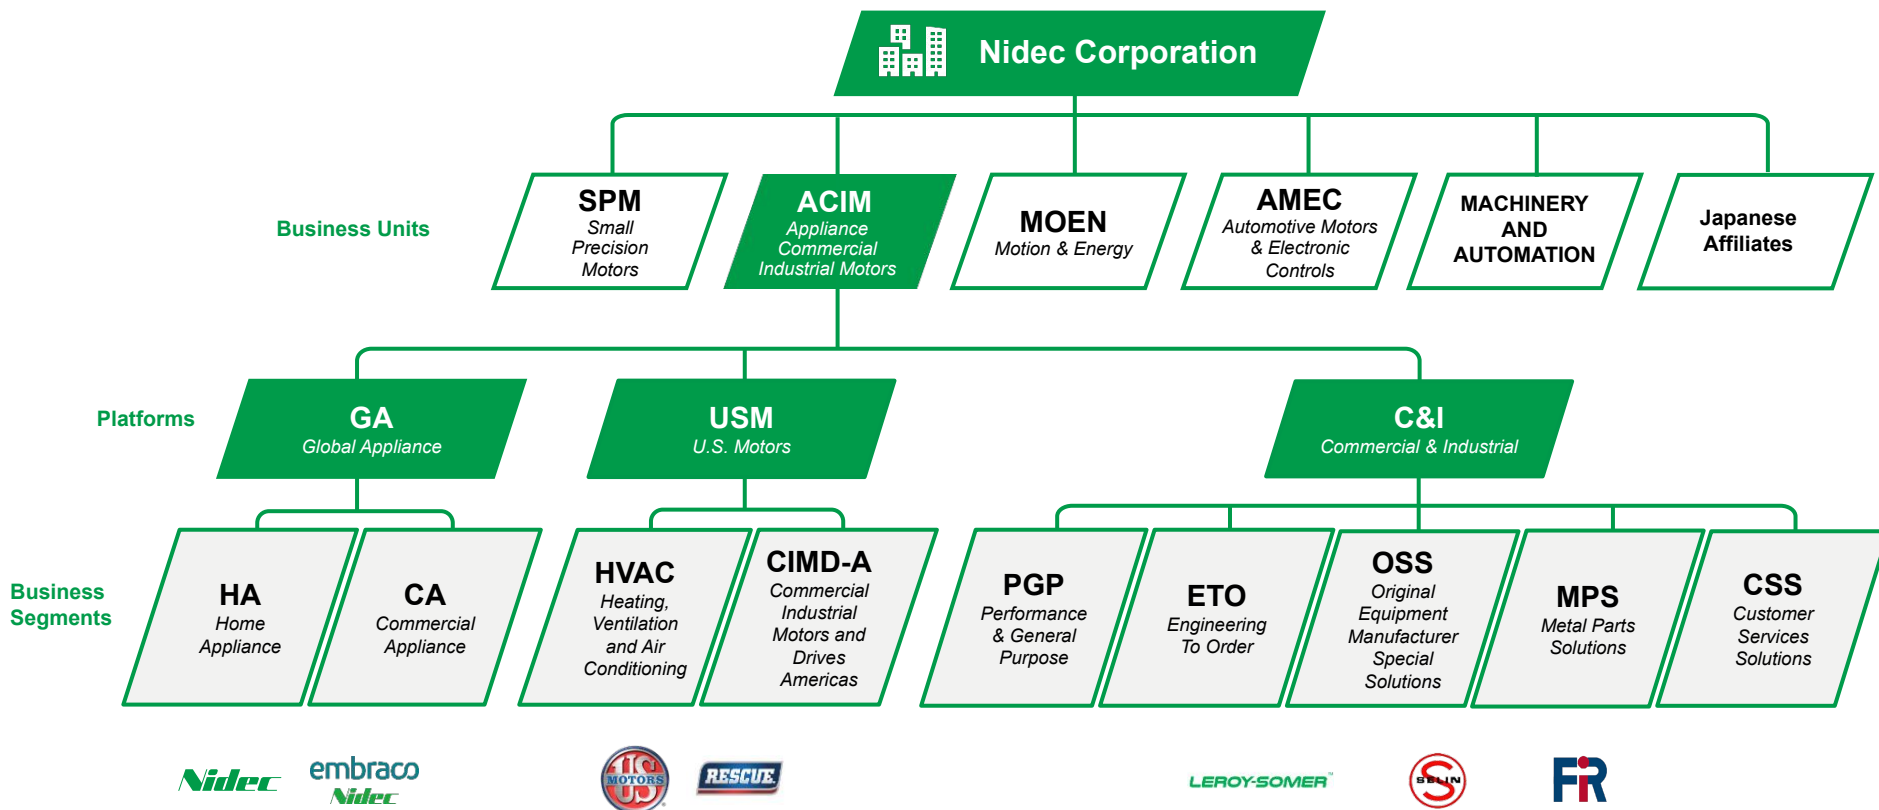 Nidec Corporation
Business Units
SPM
Small
Precision
Motors
ACIM
Appliance
Commercial
Industrial Motors
MOEN
Motion & Energy
AMEC
Automotive Motors
& Electronic
Controls
MACHINERY
AND
AUTOMATION
Japanese
Affiliates
Platforms
GA
Global Appliance
USM
U.S. Motors
C&I
Commercial & Industrial
Business
Segments
HA
Home
Appliance
CA
Commercial
Appliance
HVAC
Heating,
Ventilation
and Air
Conditioning
CIMD-A
Commercial
Industrial
Motors and
Drives
Americas
PGP
Performance
& General
Purpose
ETO
Engineering
To Order
OSS
Original
Equipment
Manufacturer
Special
Solutions
MPS
Metal Parts
Solutions
CSS
Customer
Services
Solutions
Nidec
embraco
Nidec
US
MOTORS
®
RESCUE.
LEROY-SOMER™
SELIN
FiR